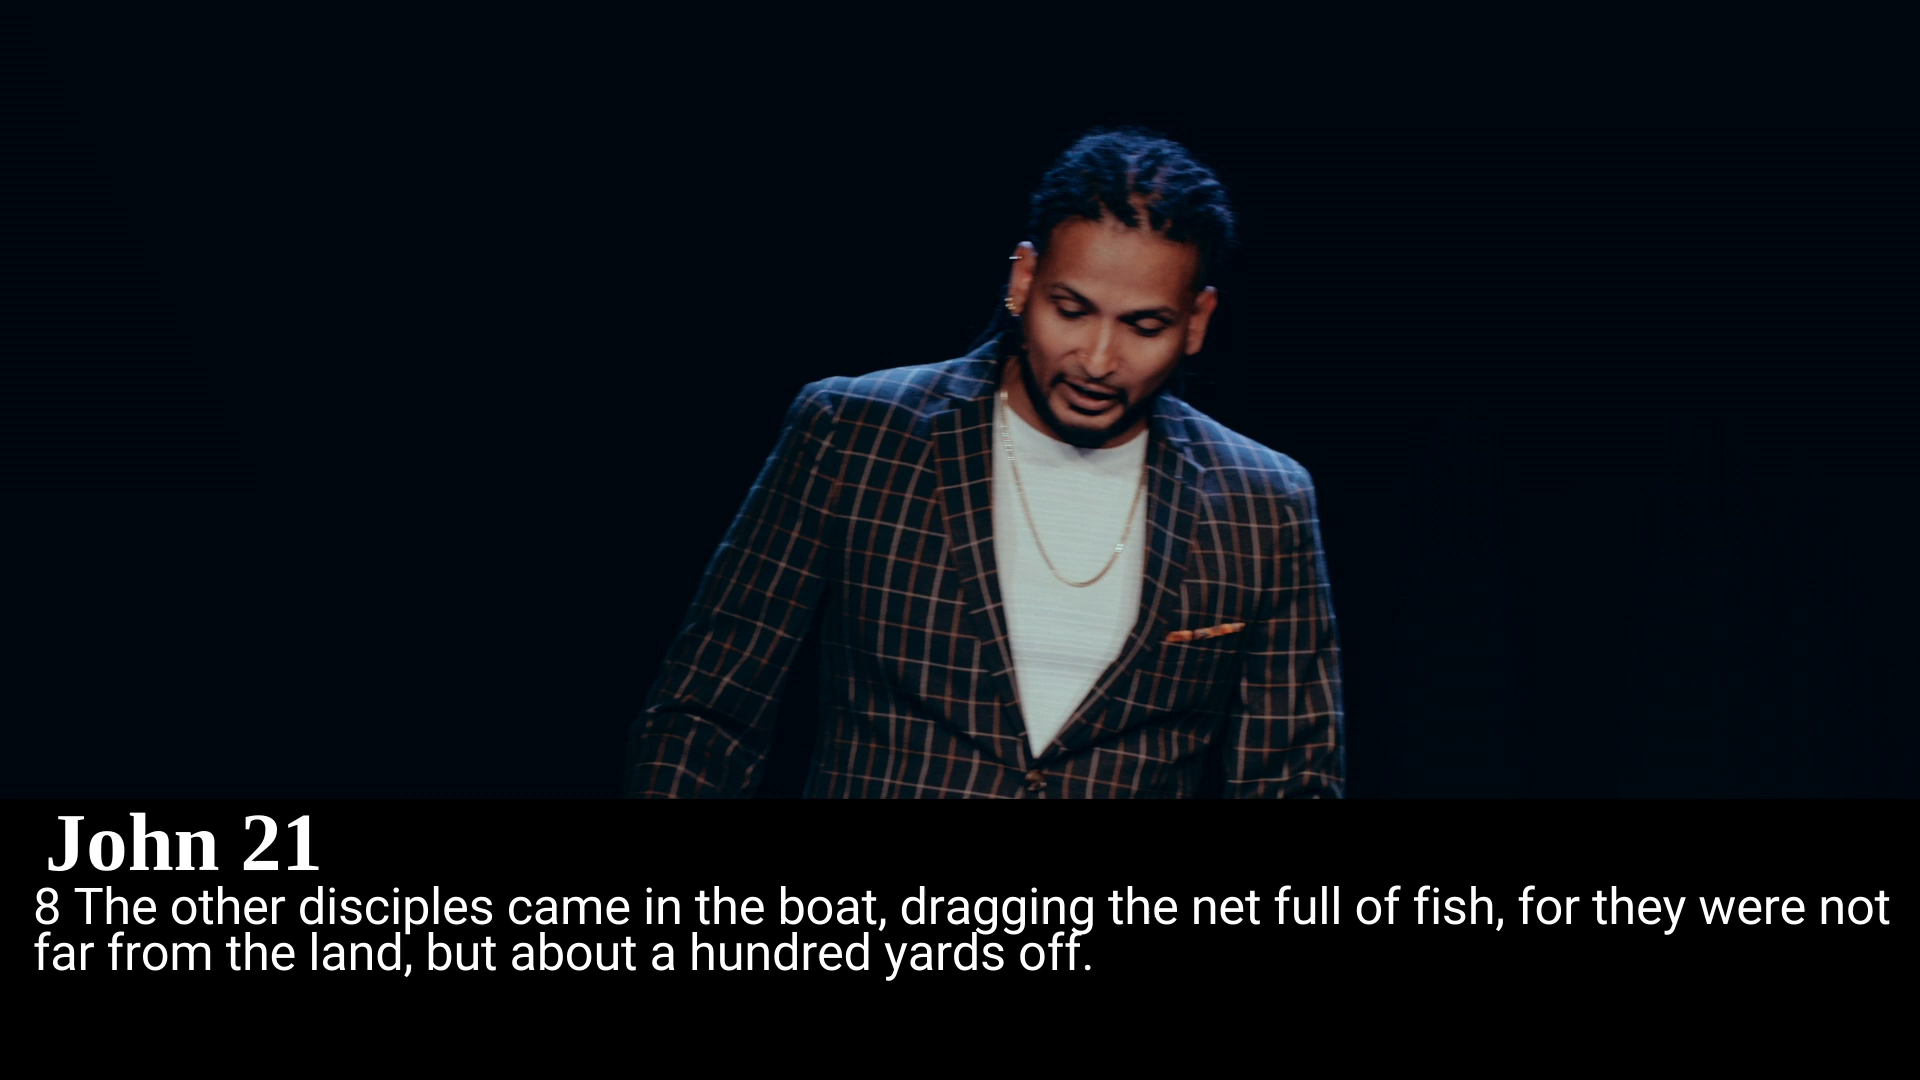 John 21
8 The other disciples came in the boat, dragging the net full of fish, for they were not
far from the land, but about a hundred yards off.